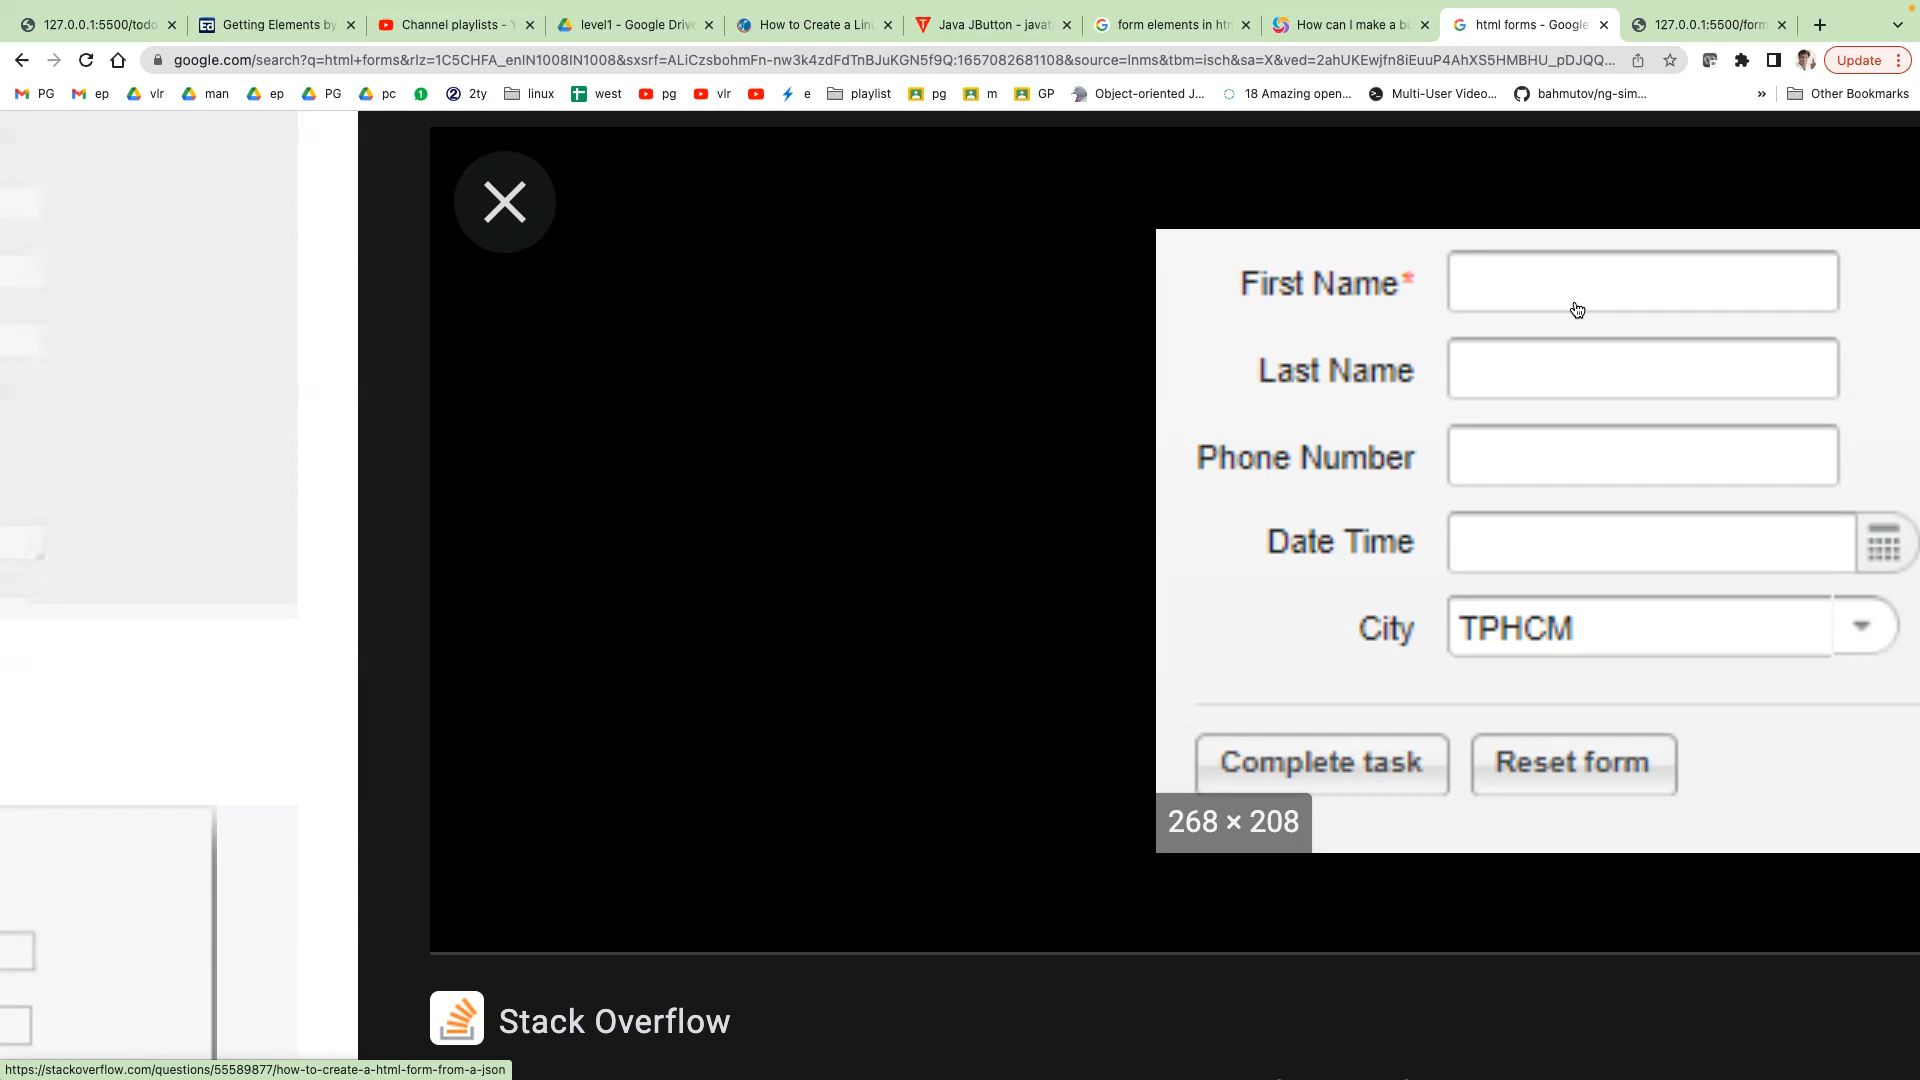 127.0.0.1:5500/todo
Getting Elements by
Channel playlists - Y
level1 - Google Drive
How to Create a Lin
Java JButton - javat
form elements in htm
How can I make a bu
html forms - Google
127.0.0.1:5500/form
google.com/search?q=html+forms&rlz=1C5CHFA_enIN1008IN1008&sxsrf=ALiCzsbohmFn-nw3k4zdFdTnBJuKGN5f9Q:1657082681108&source=lnms&tbm=isch&sa=X&ved=2ahUKEwjfn8iEuuP4AhXS5HMBHU_pDJQQ...
Update
PG
ep
vlr
man
ep
PG
pc
1
2ty
linux
west
pg
vlr
e
playlist
pg
m
GP
Object-oriented J...
18 Amazing open...
Multi-User Video...
bahmutov/ng-sim...
»
Other Bookmarks
First Name*
Last Name
Phone Number
Date Time
City
TPHCM
Complete task
Reset form
268 × 208
Stack Overflow
https://stackoverflow.com/questions/55589877/how-to-create-a-html-form-from-a-json